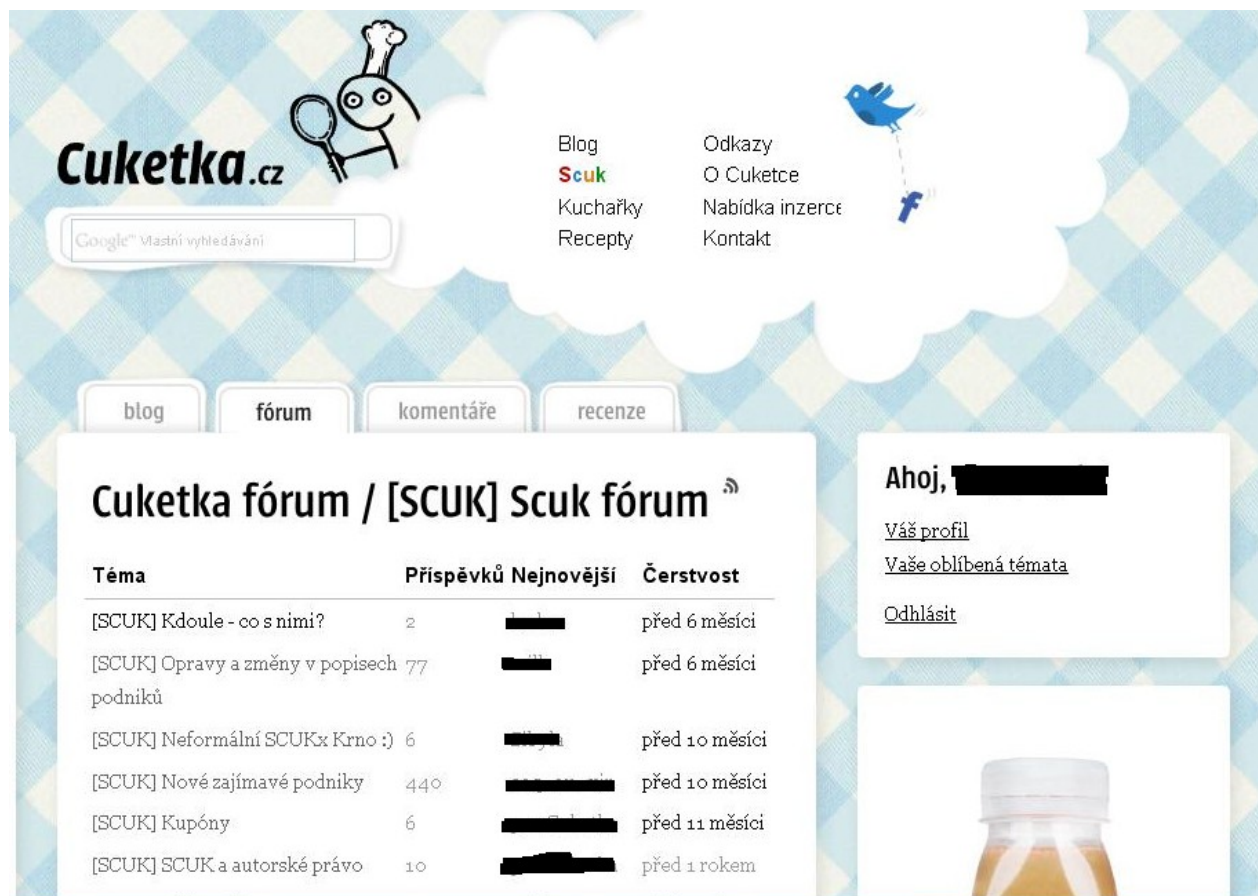 Cuketka.cz
Google™ Vlastní vyhledávání
Blog
Scuk
Kuchařky
Recepty
Odkazy
O Cuketce
Nabídka inzerce
Kontakt
f
blog
fórum
komentáře
recenze
Cuketka fórum / [SCUK] Scuk fórum
Téma Příspěvků Nejnovější Čerstvost
[SCUK] Kdoule - co s nimi? 2 před 6 měsíci
[SCUK] Opravy a změny v popisech 77 před 6 měsíci
podniků
[SCUK] Neformální SCUKx Krno :) 6 před 10 měsíci
[SCUK] Nové zajímavé podniky 440 před 10 měsíci
[SCUK] Kupóny 6 před 11 měsíci
[SCUK] SCUK a autorské právo 10 před 1 rokem
Ahoj,
Váš profil
Vaše oblíbená témata
Odhlásit